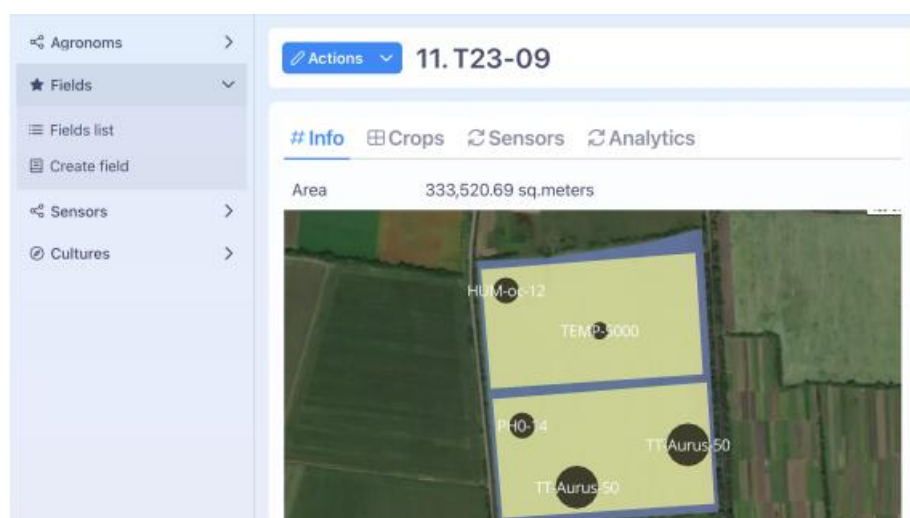 Agronoms
Fields
Fields list
Create field
Sensors
Cultures
Actions
11. T23-09
# Info
Crops
Sensors
Analytics
Area 333,520.69 sq.meters
HUM-oc-12
TEMP-5000
PH0-14
TT-Aurus-50
TT-Aurus-50